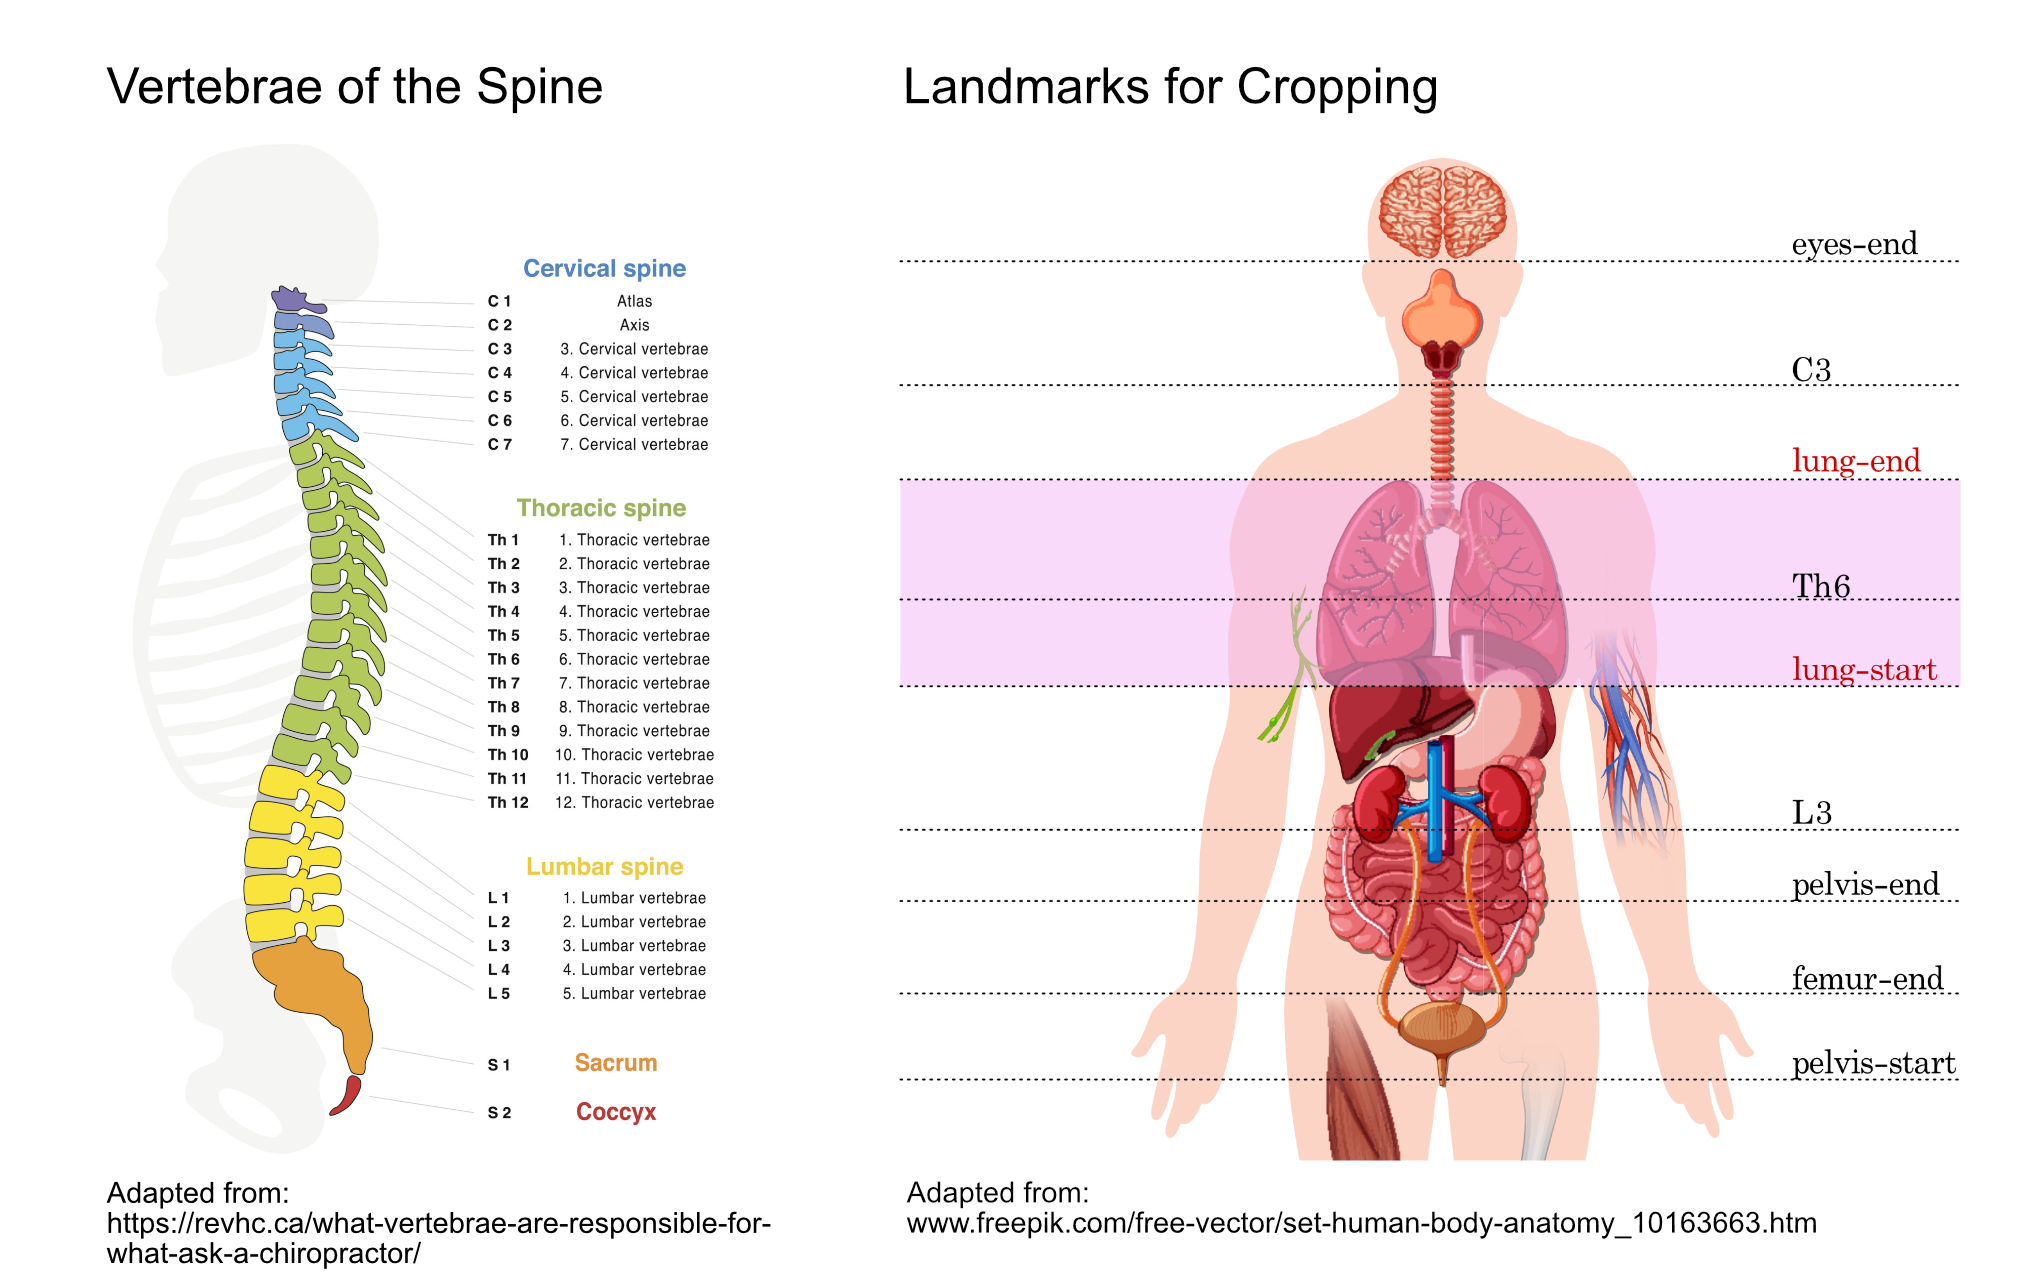 Vertebrae of the Spine
Cervical spine
C 1 Atlas
C 2 Axis
C 3 3. Cervical vertebrae
C 4 4. Cervical vertebrae
C 5 5. Cervical vertebrae
C 6 6. Cervical vertebrae
C 7 7. Cervical vertebrae
Thoracic spine
Th 1 1. Thoracic vertebrae
Th 2 2. Thoracic vertebrae
Th 3 3. Thoracic vertebrae
Th 4 4. Thoracic vertebrae
Th 5 5. Thoracic vertebrae
Th 6 6. Thoracic vertebrae
Th 7 7. Thoracic vertebrae
Th 8 8. Thoracic vertebrae
Th 9 9. Thoracic vertebrae
Th 10 10. Thoracic vertebrae
Th 11 11. Thoracic vertebrae
Th 12 12. Thoracic vertebrae
Lumbar spine
L 1 1. Lumbar vertebrae
L 2 2. Lumbar vertebrae
L 3 3. Lumbar vertebrae
L 4 4. Lumbar vertebrae
L 5 5. Lumbar vertebrae
S 1 Sacrum
S 2 Coccyx
Adapted from:
https://revhc.ca/what-vertebrae-are-responsible-for-
what-ask-a-chiropractor/
Landmarks for Cropping
eyes-end
C3
lung-end
Th6
lung-start
L3
pelvis-end
femur-end
pelvis-start
Adapted from:
www.freepik.com/free-vector/set-human-body-anatomy_10163663.htm